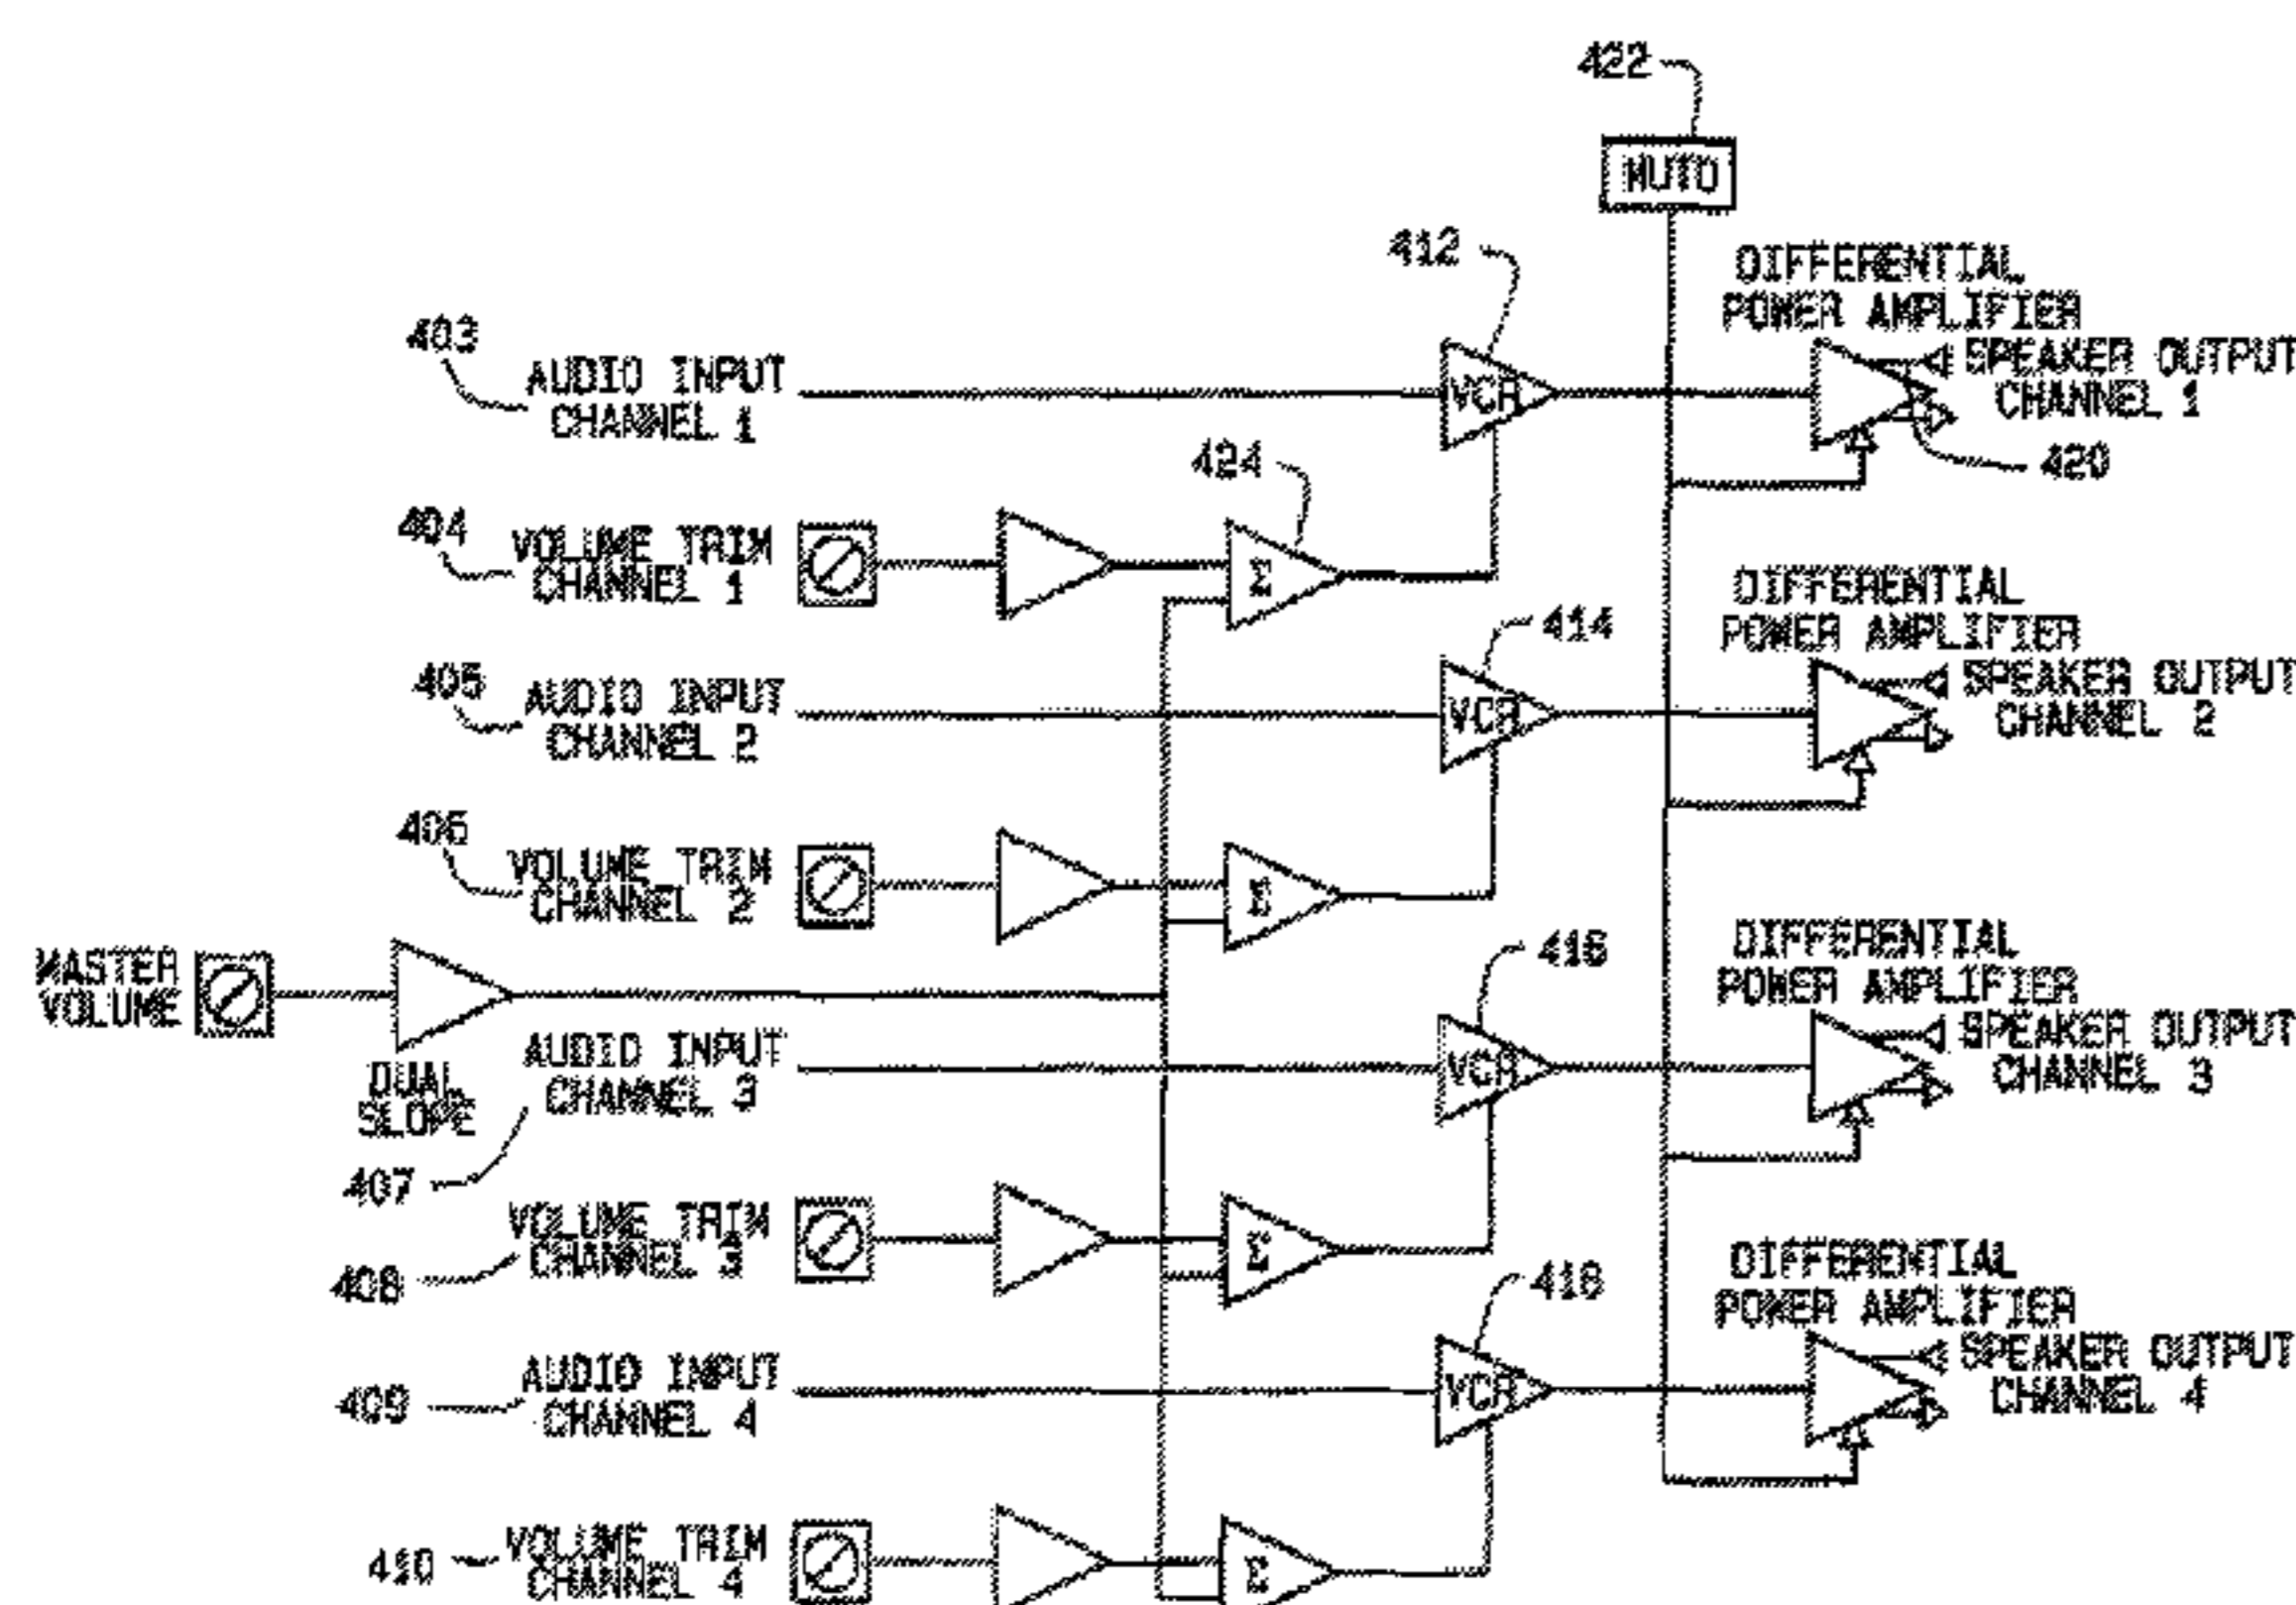 422
MUTO
412
DIFFERENTIAL
POWER AMPLIFIER
403
AUDIO INPUT
CHANNEL 1
VCA
SPEAKER OUTPUT
CHANNEL 1
424
420
404
VOLUME TRIM
CHANNEL 1
Σ
414
DIFFERENTIAL
POWER AMPLIFIER
405
AUDIO INPUT
CHANNEL 2
VCA
SPEAKER OUTPUT
CHANNEL 2
406
VOLUME TRIM
CHANNEL 2
Σ
416
DIFFERENTIAL
POWER AMPLIFIER
MASTER
VOLUME
DUAL
SLOPE
AUDIO INPUT
CHANNEL 3
VCA
SPEAKER OUTPUT
CHANNEL 3
407
408
VOLUME TRIM
CHANNEL 3
Σ
418
DIFFERENTIAL
POWER AMPLIFIER
409
AUDIO INPUT
CHANNEL 4
VCA
SPEAKER OUTPUT
CHANNEL 4
410
VOLUME TRIM
CHANNEL 4
Σ